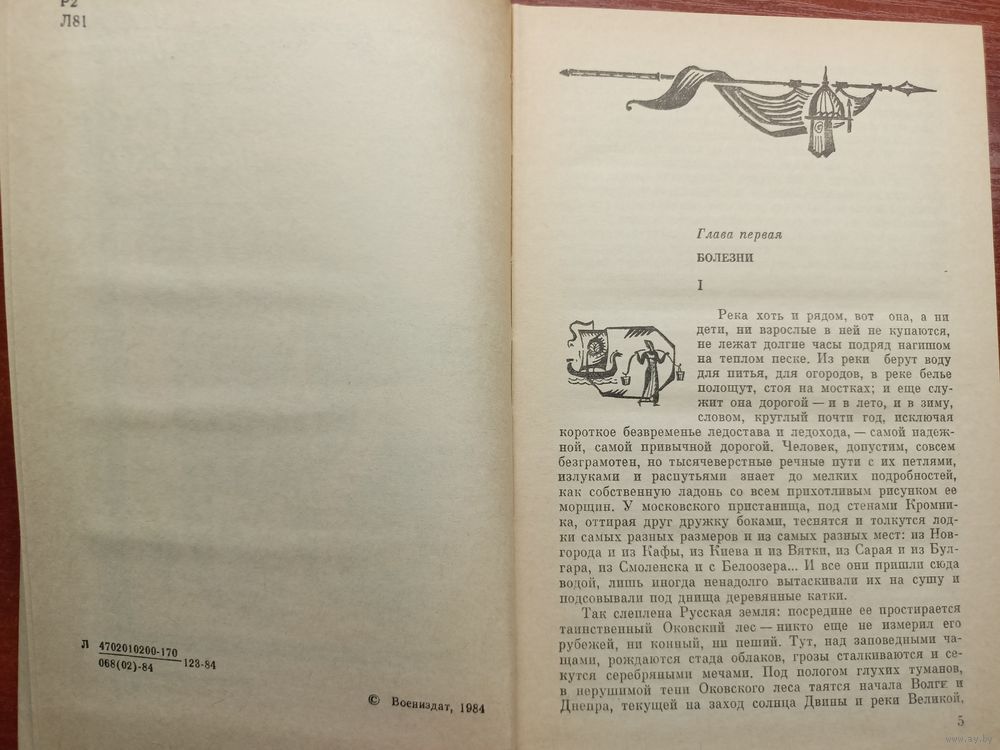 Р2
Л81
Л 4702010200-170
068(02)-84
123-84
© Воениздат, 1984
Глава первая
БОЛЕЗНИ
I
Река хоть и рядом, вот она, а ни
дети, ни взрослые в ней не купаются,
не лежат долгие часы подряд нагишом
на теплом песке. Из реки берут воду
для питья, для огородов, в реке белье
полощут, стоя на мостках; и еще слу-
жит она дорогой — и в лето, и в зиму,
словом, круглый почти год, исключая
короткое безвременье ледостава и ледохода, — самой надеж-
ной, самой привычной дорогой. Человек, допустим, совсем
безграмотен, но тысячеверстные речные пути с их петлями,
излуками и распутьями знает до мелких подробностей,
как собственную ладонь со всем прихотливым рисунком ее
морщин. У московского пристанища, под стенами Кромни-
ка, оттирая друг дружку боками, теснятся и толкутся лод-
ки самых разных размеров и из самых разных мест: из Нов-
города и из Кафы, из Киева и из Вятки, из Сарая и из Бул-
гара, из Смоленска и с Белоозера... И все они пришли сюда
водой, лишь иногда ненадолго вытаскивали их на сушу и
подсовывали под днища деревянные катки.
Так слеплена Русская земля: посредине ее простирается
таинственный Оковский лес — никто еще не измерил его
рубежей, ни конный, ни пеший. Тут, над заповедными ча-
щами, рождаются стада облаков, грозы сталкиваются и се-
кутся серебряными мечами. Под пологом глухих туманов,
в нерушимой тени Оковского леса таятся начала Волги и
Днепра, текущей на заход солнца Двины и реки Великой,
5
www.ay.by